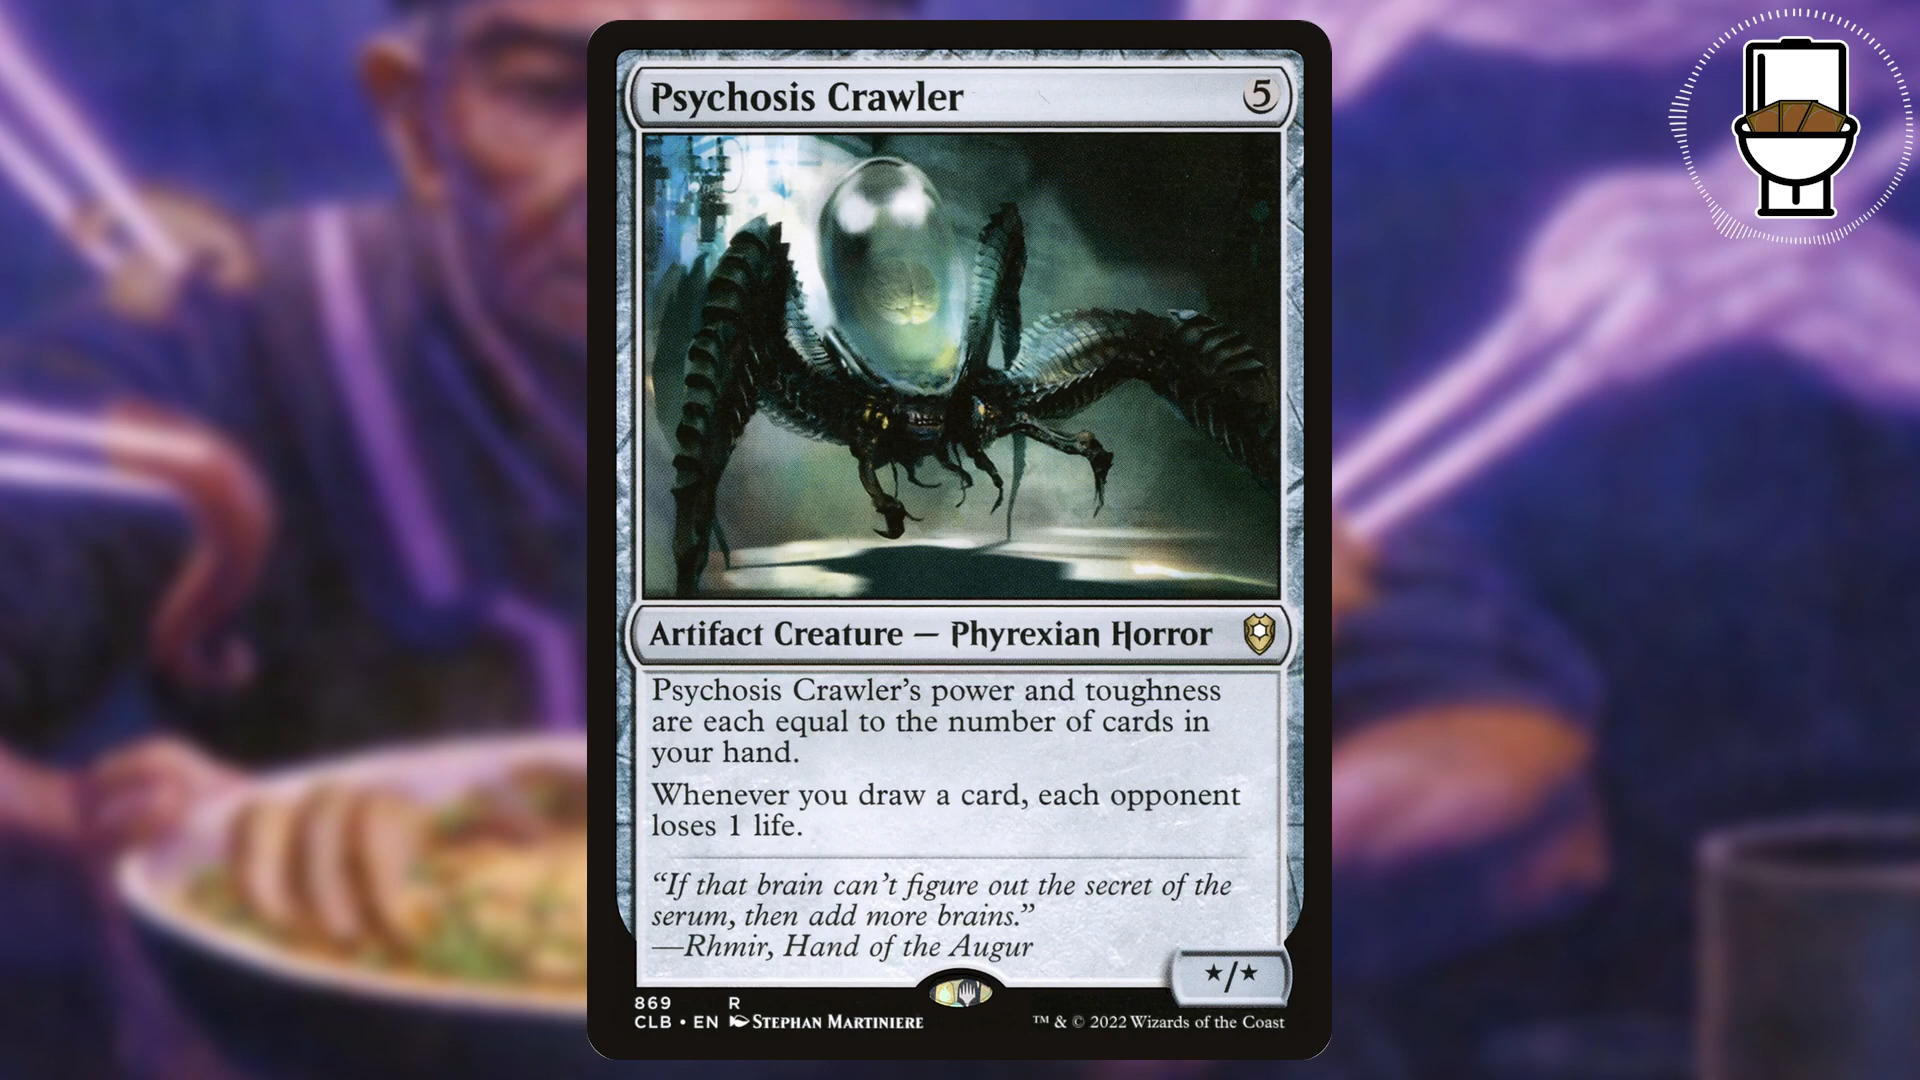 Psychosis Crawler 5
Artifact Creature — Phyrexian Horror
Psychosis Crawler’s power and toughness
are each equal to the number of cards in
your hand.
Whenever you draw a card, each opponent
loses 1 life.
“If that brain can’t figure out the secret of the
serum, then add more brains.”
—Rhmir, Hand of the Augur
★/★
869 R
CLB • EN Stephan Martiniere
™ & © 2022 Wizards of the Coast